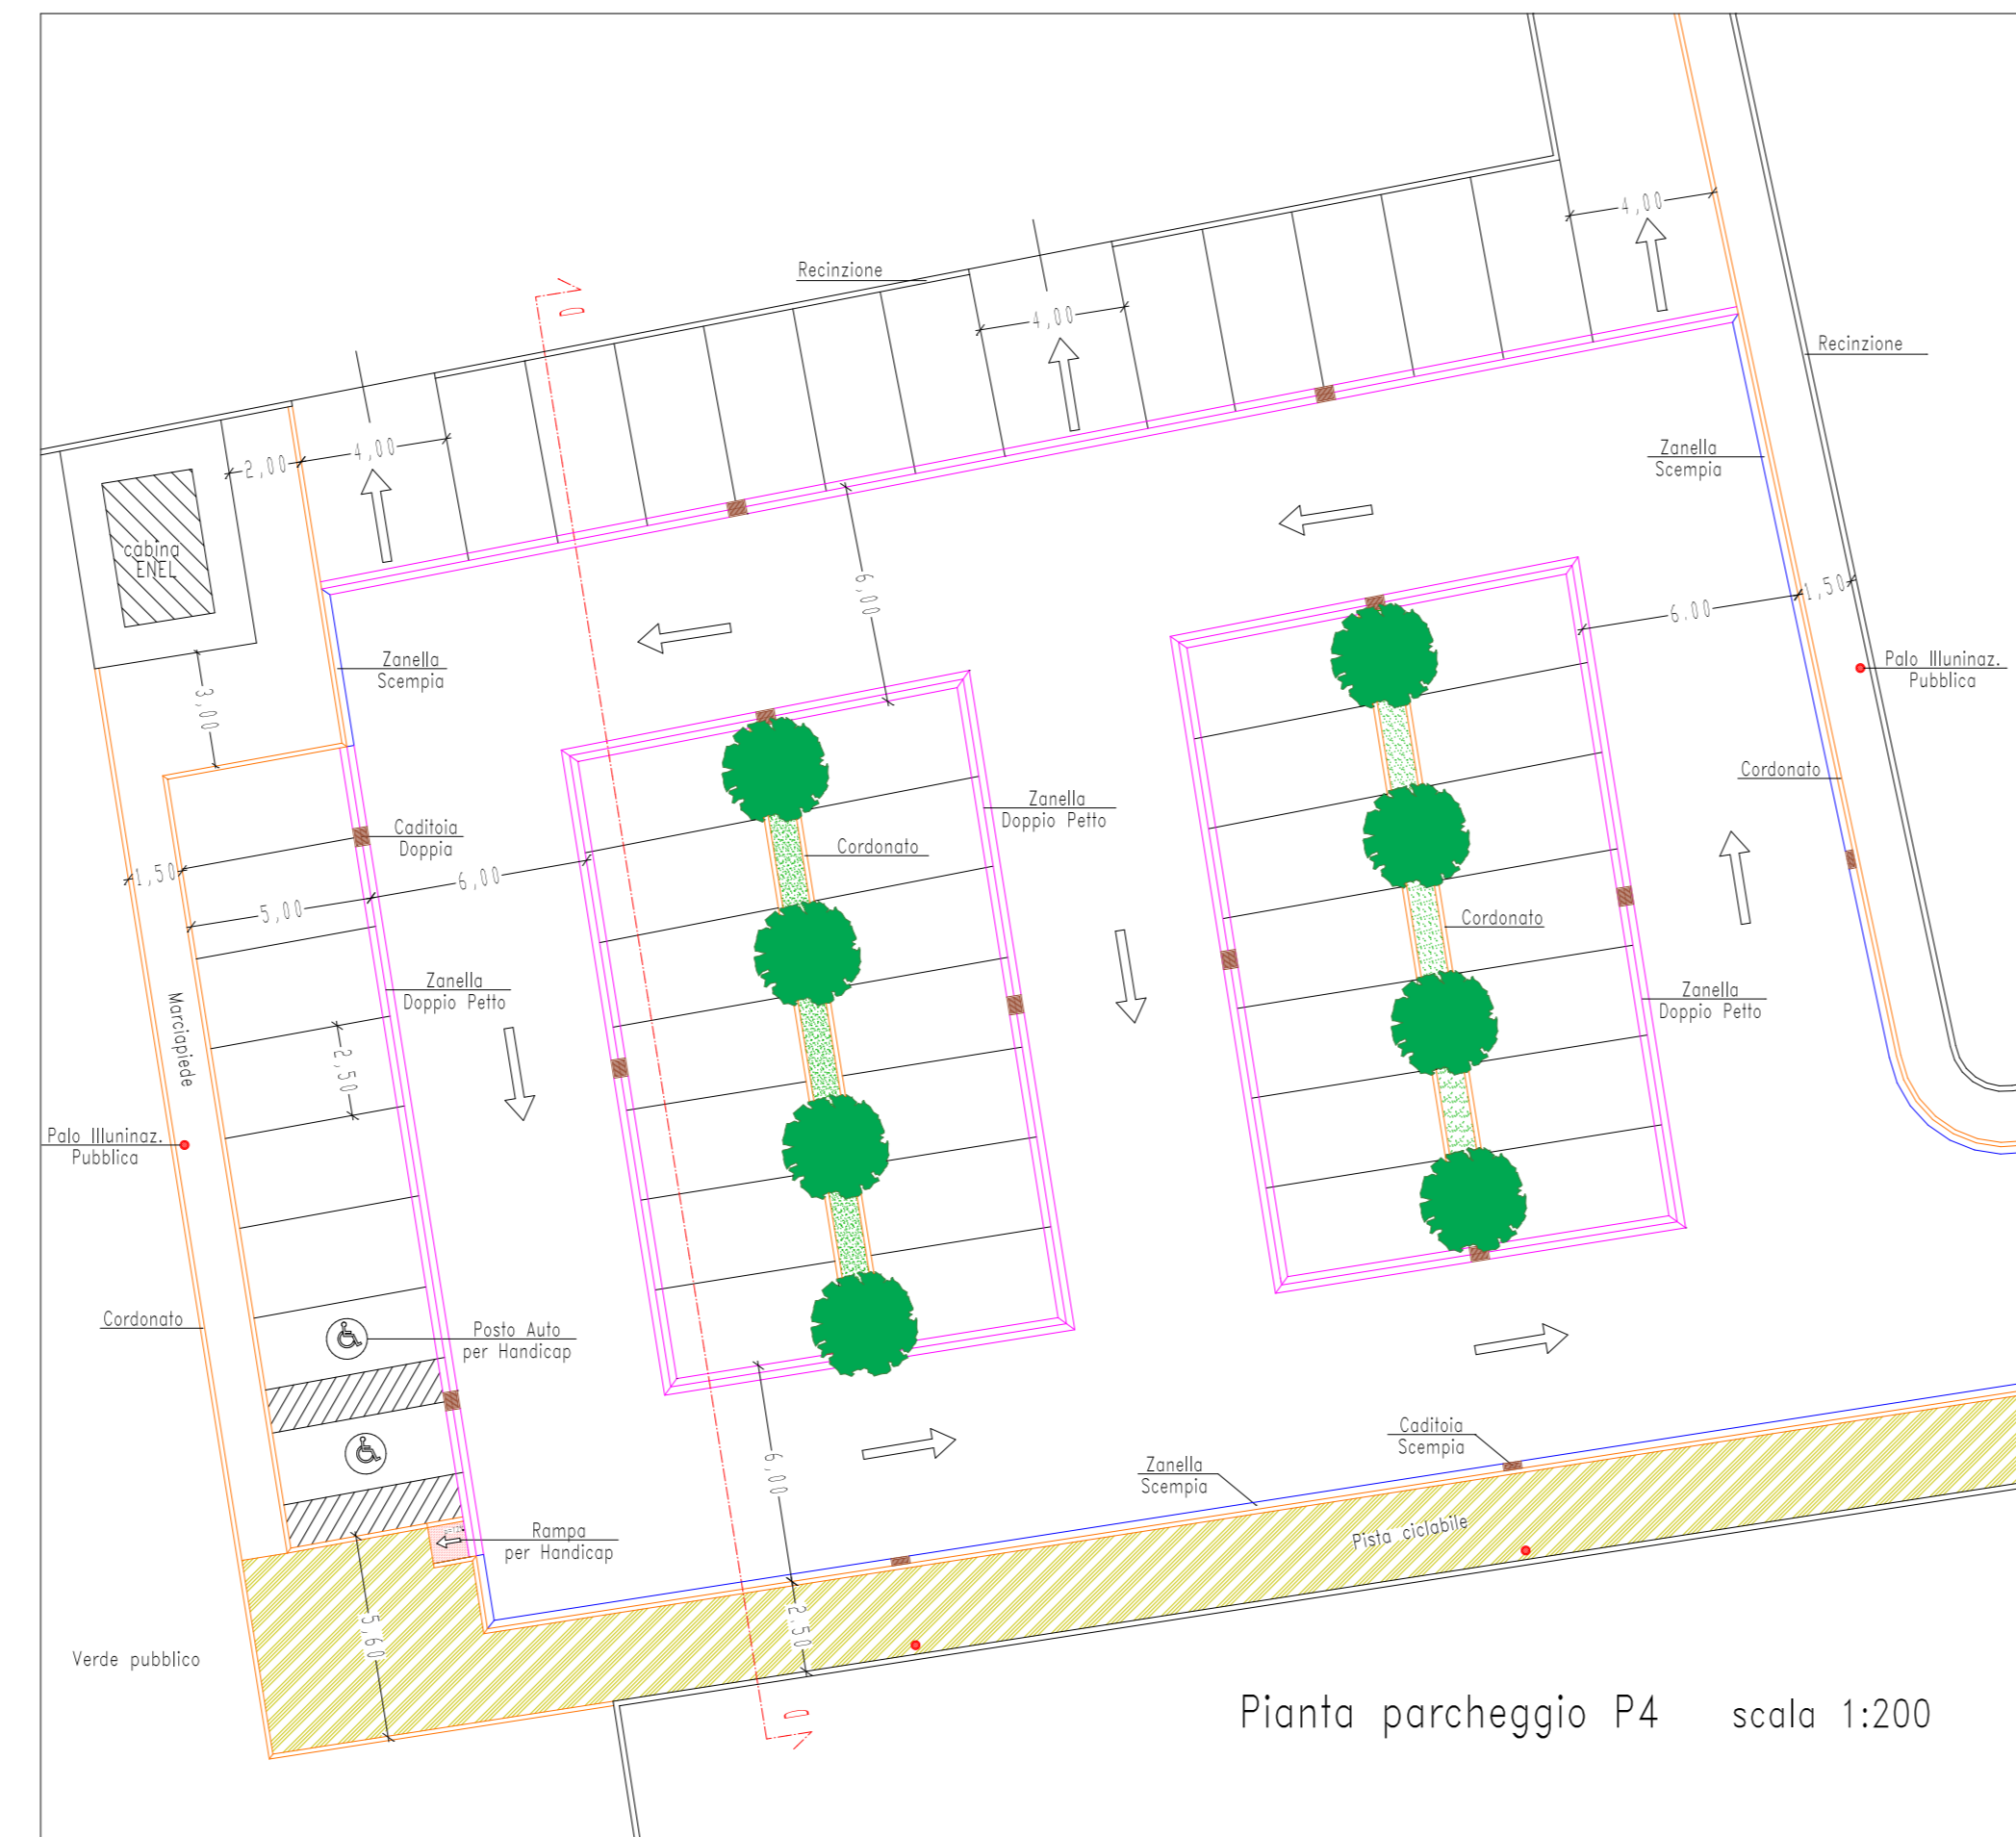 4,00
Recinzione
D
4,00
Recinzione
2,00
4,00
Zanella
Scempia
cabina
ENEL
6,00
6.00
1,50
Zanella
Scempia
Palo Illuninaz.
Pubblica
3,00
Cordonato
Zanella
Doppio Petto
Caditoia
Doppia
Cordonato
1,50
6,00
5,00
Cordonato
Zanella
Doppio Petto
Zanella
Doppio Petto
Marciapiede
2,50
Palo Illuninaz.
Pubblica
Cordonato
Posto Auto
per Handicap
Caditoia
Scempia
6,00
Zanella
Scempia
Rampa
per Handicap
Pista ciclabile
2,50
5,60
Verde pubblico
D
Pianta parcheggio P4 scala 1:200